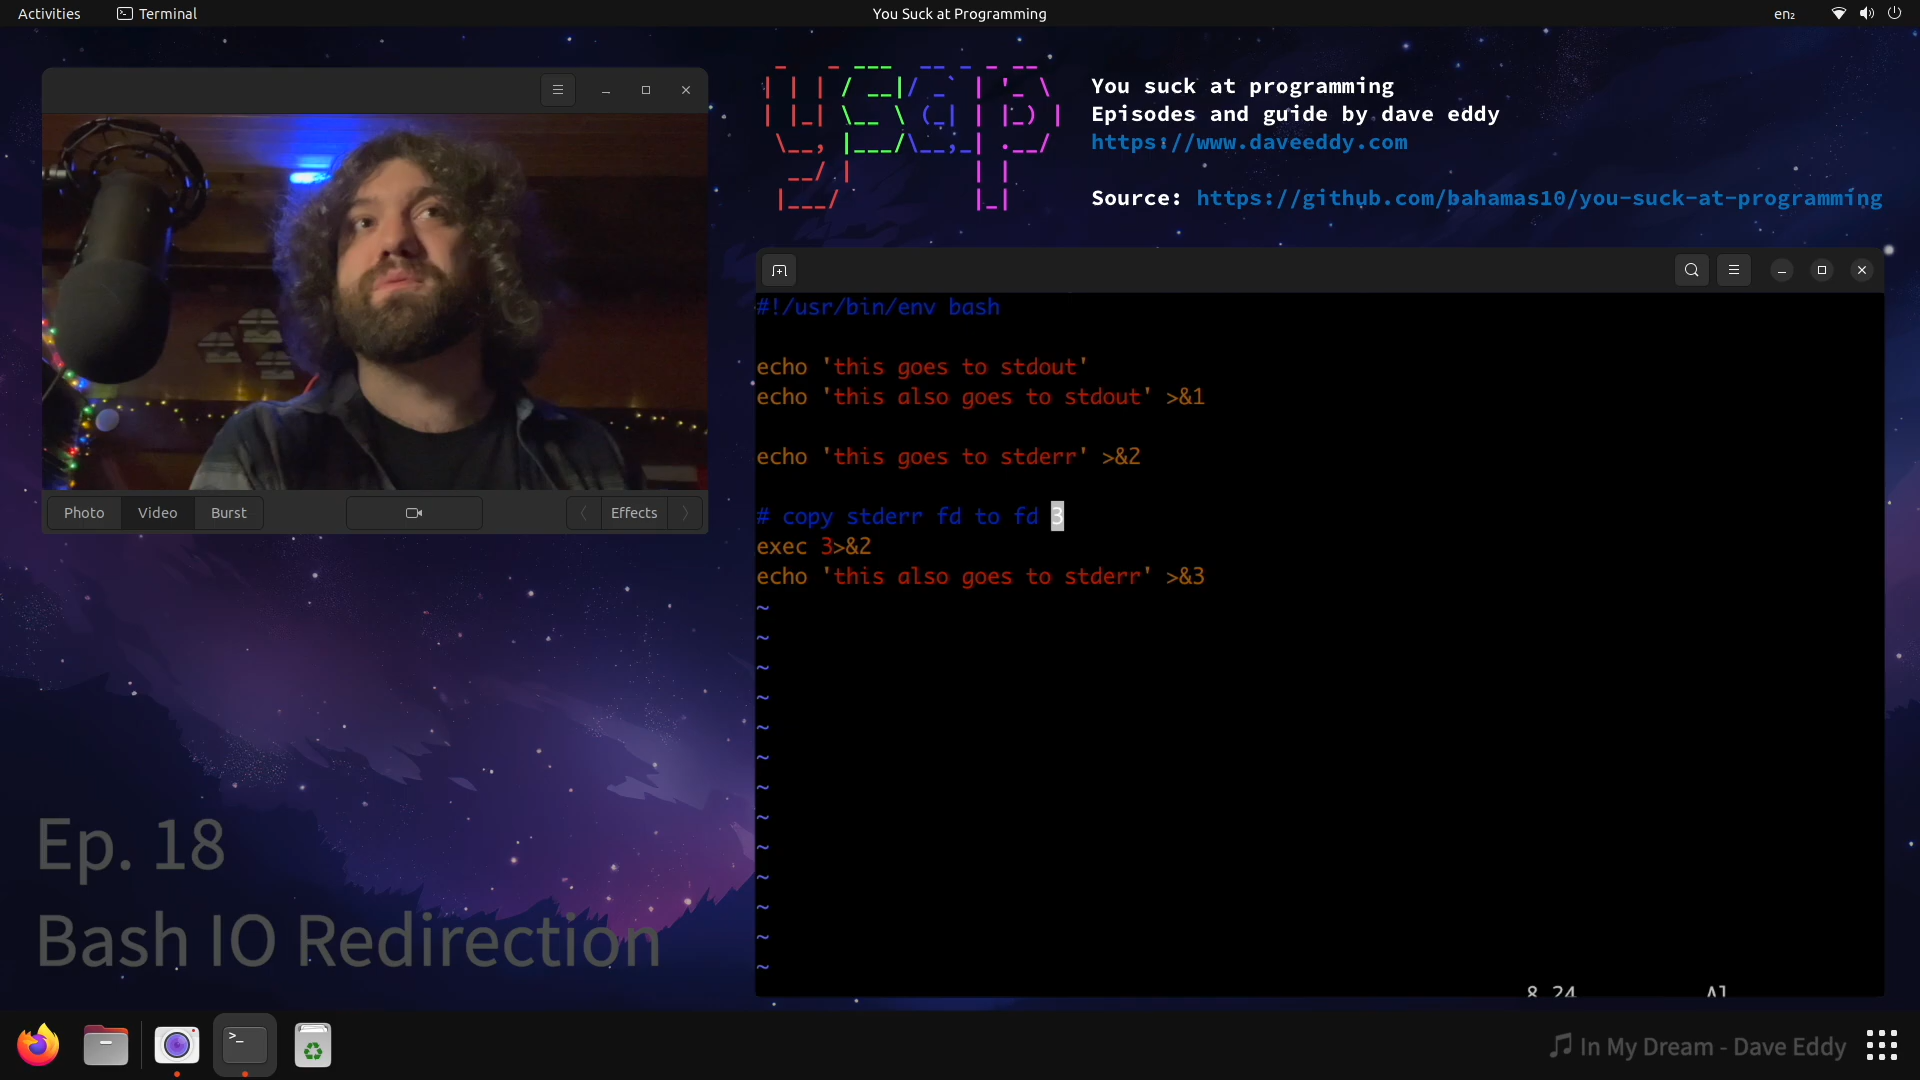 Activities
Terminal
You Suck at Programming
en₂
You suck at programming
Episodes and guide by dave eddy
https://www.daveeddy.com
Source: https://github.com/bahamas10/you-suck-at-programming
#!/usr/bin/env bash
echo 'this goes to stdout'
echo 'this also goes to stdout' >&1
echo 'this goes to stderr' >&2
# copy stderr fd to fd 3
exec 3>&2
echo 'this also goes to stderr' >&3
~
~
~
~
~
~
~
~
~
~
~
~
~
8,24
Al
Photo
Video
Burst
Effects
Ep. 18
Bash IO Redirection
In My Dream - Dave Eddy